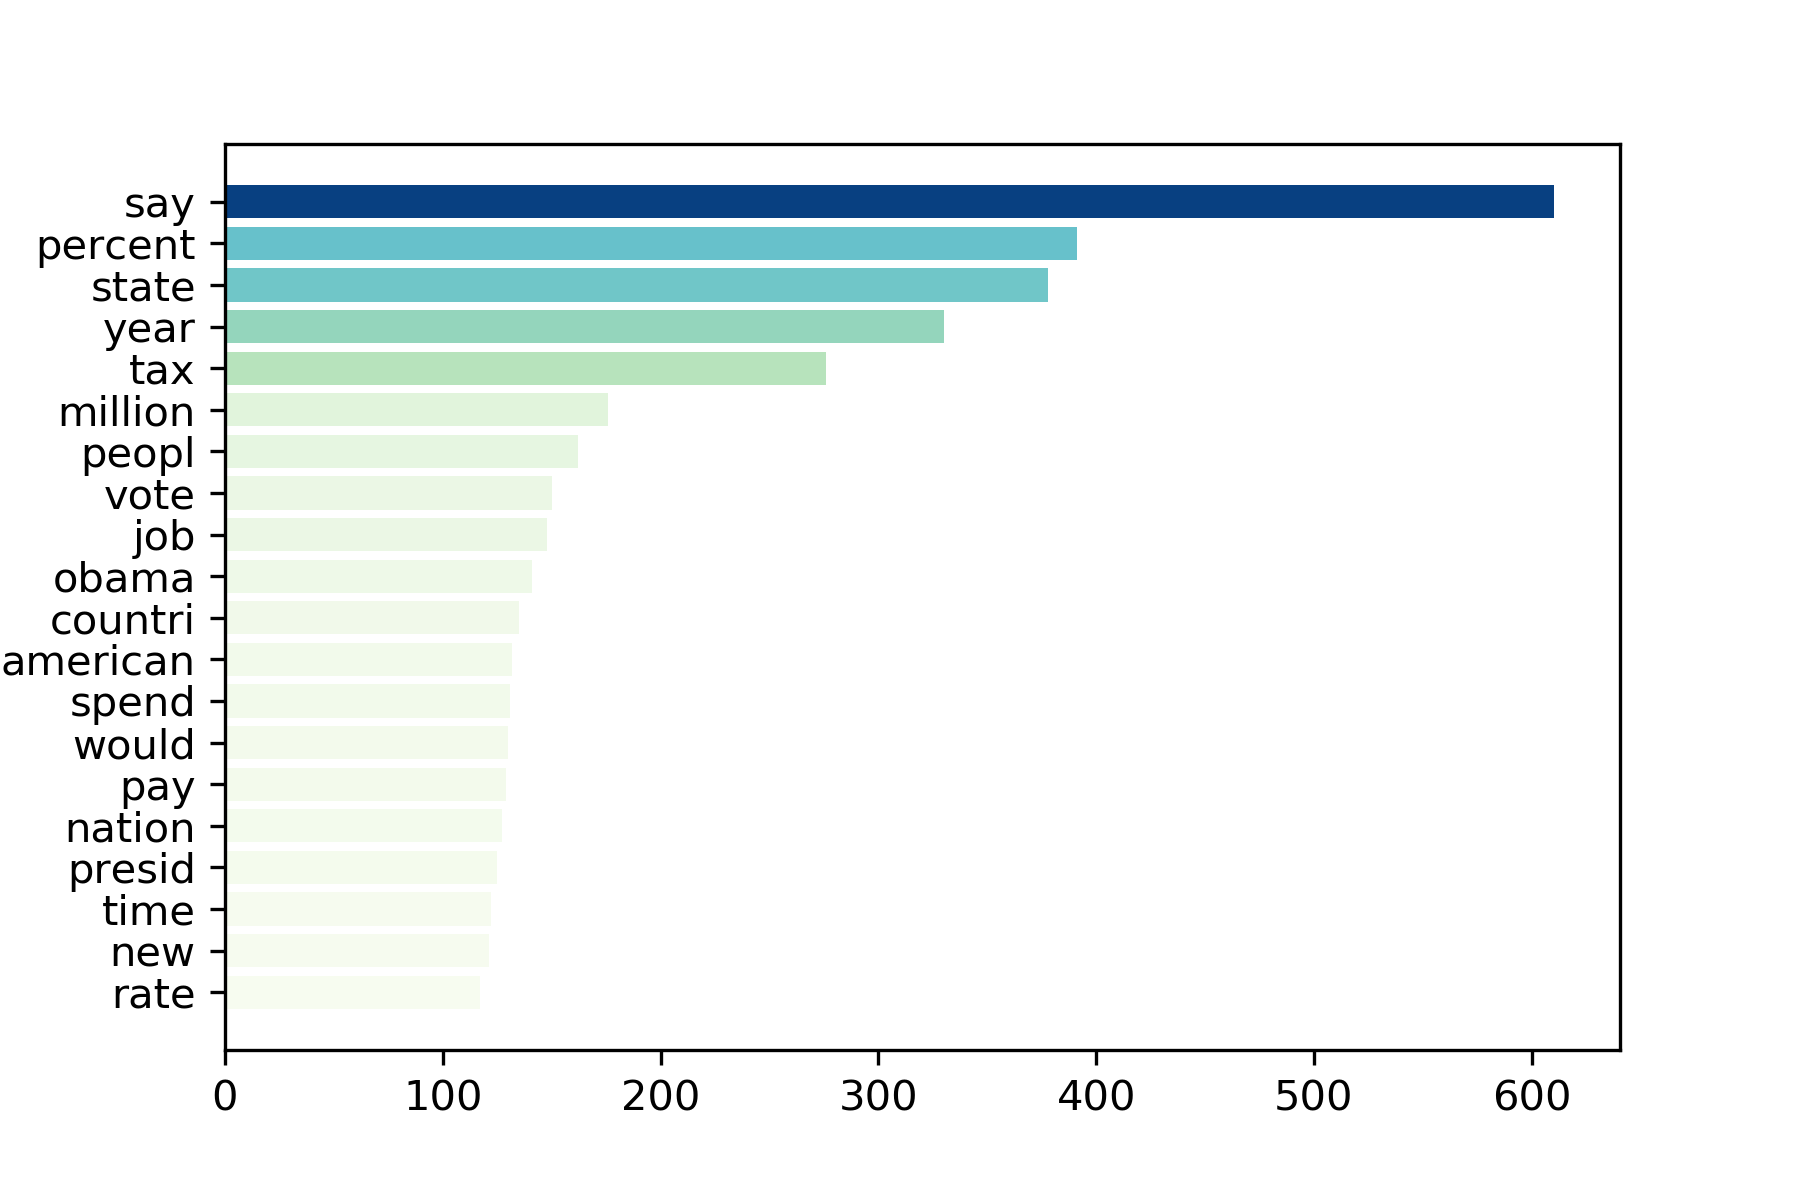 say
percent
state
year
tax
million
peopl
vote
job
obama
countri
american
spend
would
pay
nation
presid
time
new
rate
0 100 200 300 400 500 600